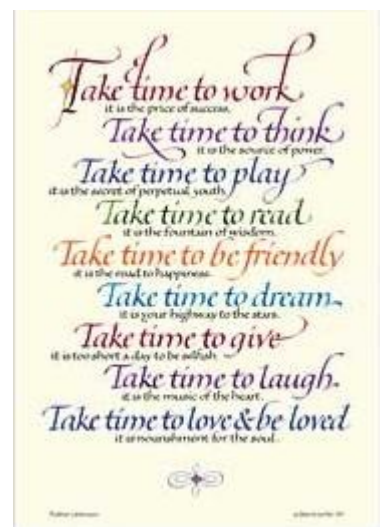 Take time to work
it is the price of success.
Take time to think
it is the source of power.
Take time to play
it is the secret of perpetual youth.
Take time to read
it is the fountain of wisdom.
Take time to be friendly
it is the road to happiness.
Take time to dream
it is your highway to the stars.
Take time to give
it is too short a day to be selfish.
Take time to laugh.
it is the music of the heart.
Take time to love & be loved
it is nourishment for the soul.